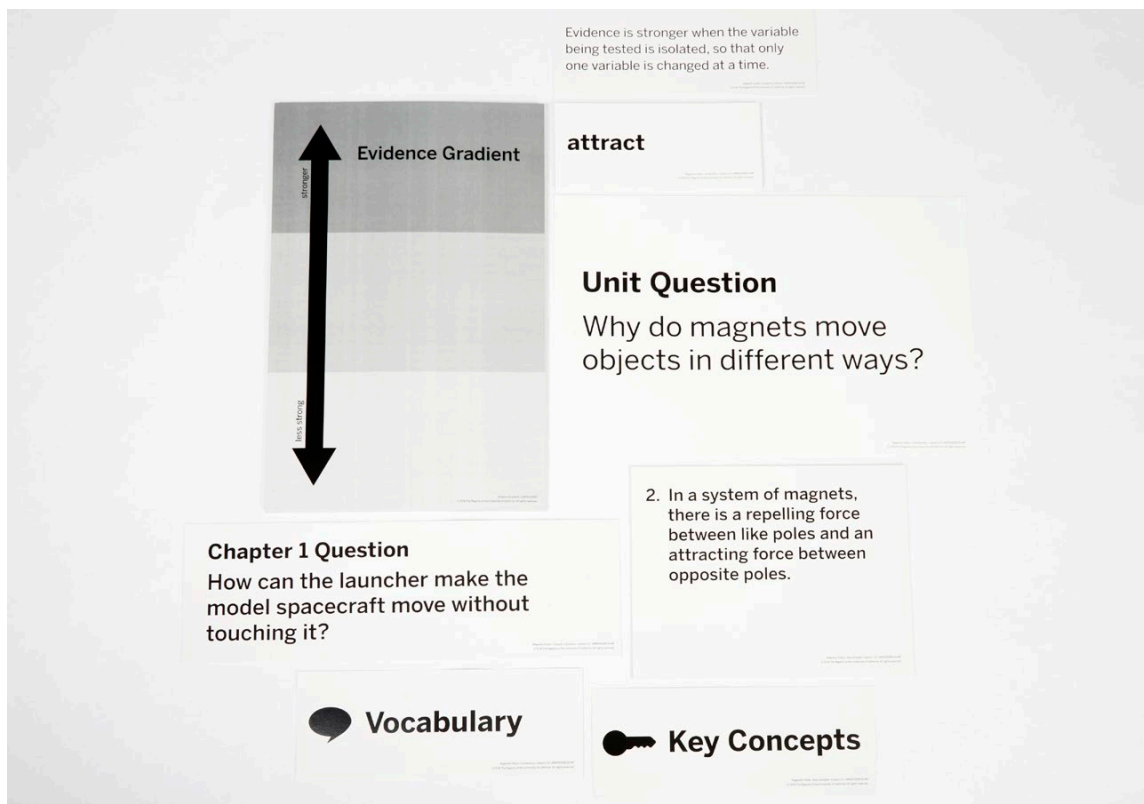 Evidence is stronger when the variable
being tested is isolated, so that only
one variable is changed at a time.
stronger
Evidence Gradient
less strong
attract
Unit Question
Why do magnets move
objects in different ways?
2. In a system of magnets,
there is a repelling force
between like poles and an
attracting force between
opposite poles.
Chapter 1 Question
How can the launcher make the
model spacecraft move without
touching it?
Vocabulary
Key Concepts